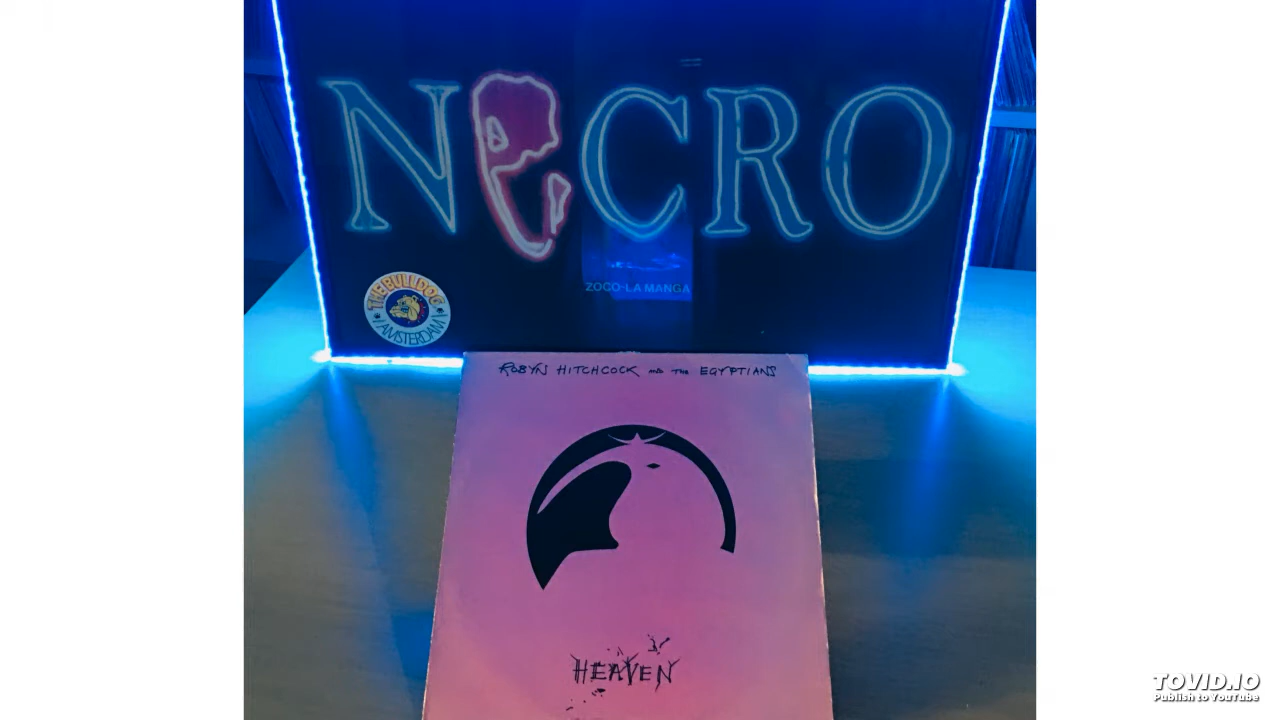 NeCRO
ZOCO-LA MANGA
THE BULLDOG
AMSTERDAM
ROBYN HITCHCOCK AND THE EGYPTIANS
HEAVEN
TOVID.IO
Publish to YouTube